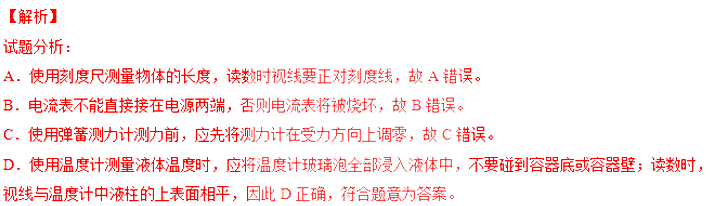 【解析】
试题分析：
A．使用刻度尺测量物体的长度，读数时视线要正对刻度线，故 A 错误。
B．电流表不能直接接在电源两端，否则电流表将被烧坏，故 B 错误。
C．使用弹簧测力计测力前，应先将测力计在受力方向上调零，故 C 错误。
D．使用温度计测量液体温度时，应将温度计玻璃泡全部浸入液体中，不要碰到容器底或容器壁；读数时，
视线与温度计中液柱的上表面相平，因此 D 正确，符合题意为答案。